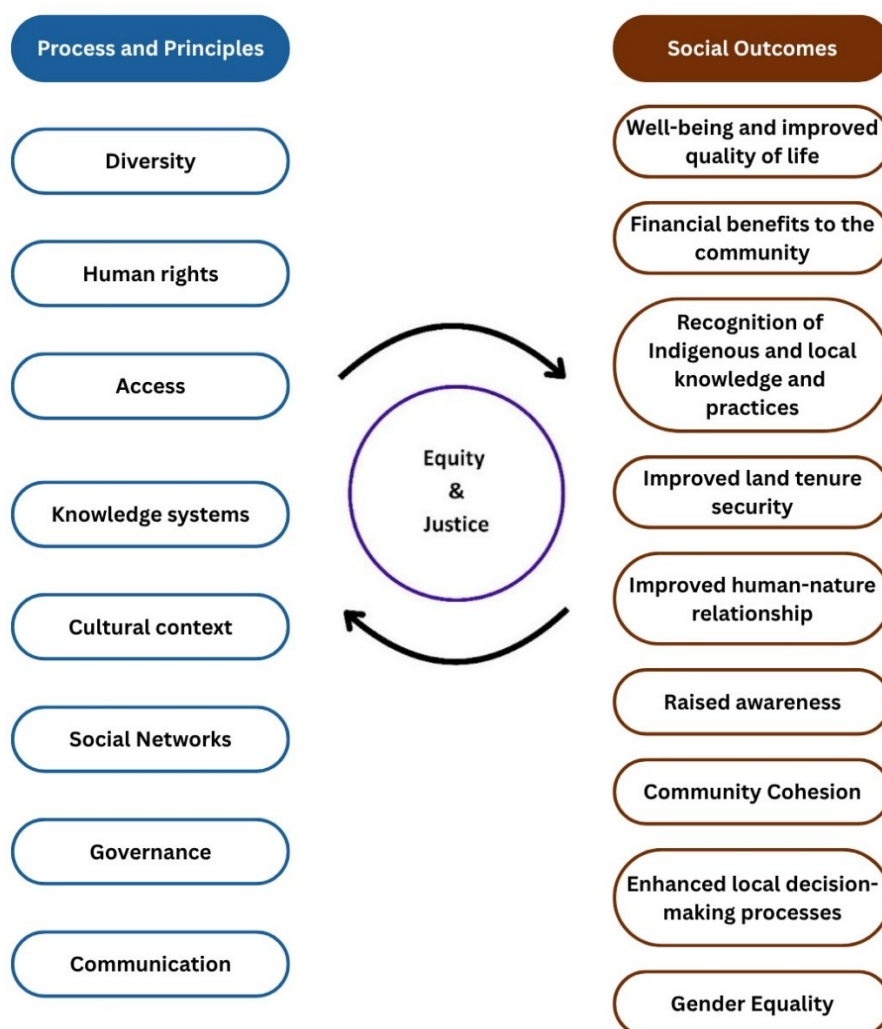 Process and Principles
Diversity
Human rights
Access
Knowledge systems
Cultural context
Social Networks
Governance
Communication
Equity
&
Justice
Social Outcomes
Well-being and improved
quality of life
Financial benefits to the
community
Recognition of
Indigenous and local
knowledge and
practices
Improved land tenure
security
Improved human-nature
relationship
Raised awareness
Community Cohesion
Enhanced local decision-
making processes
Gender Equality